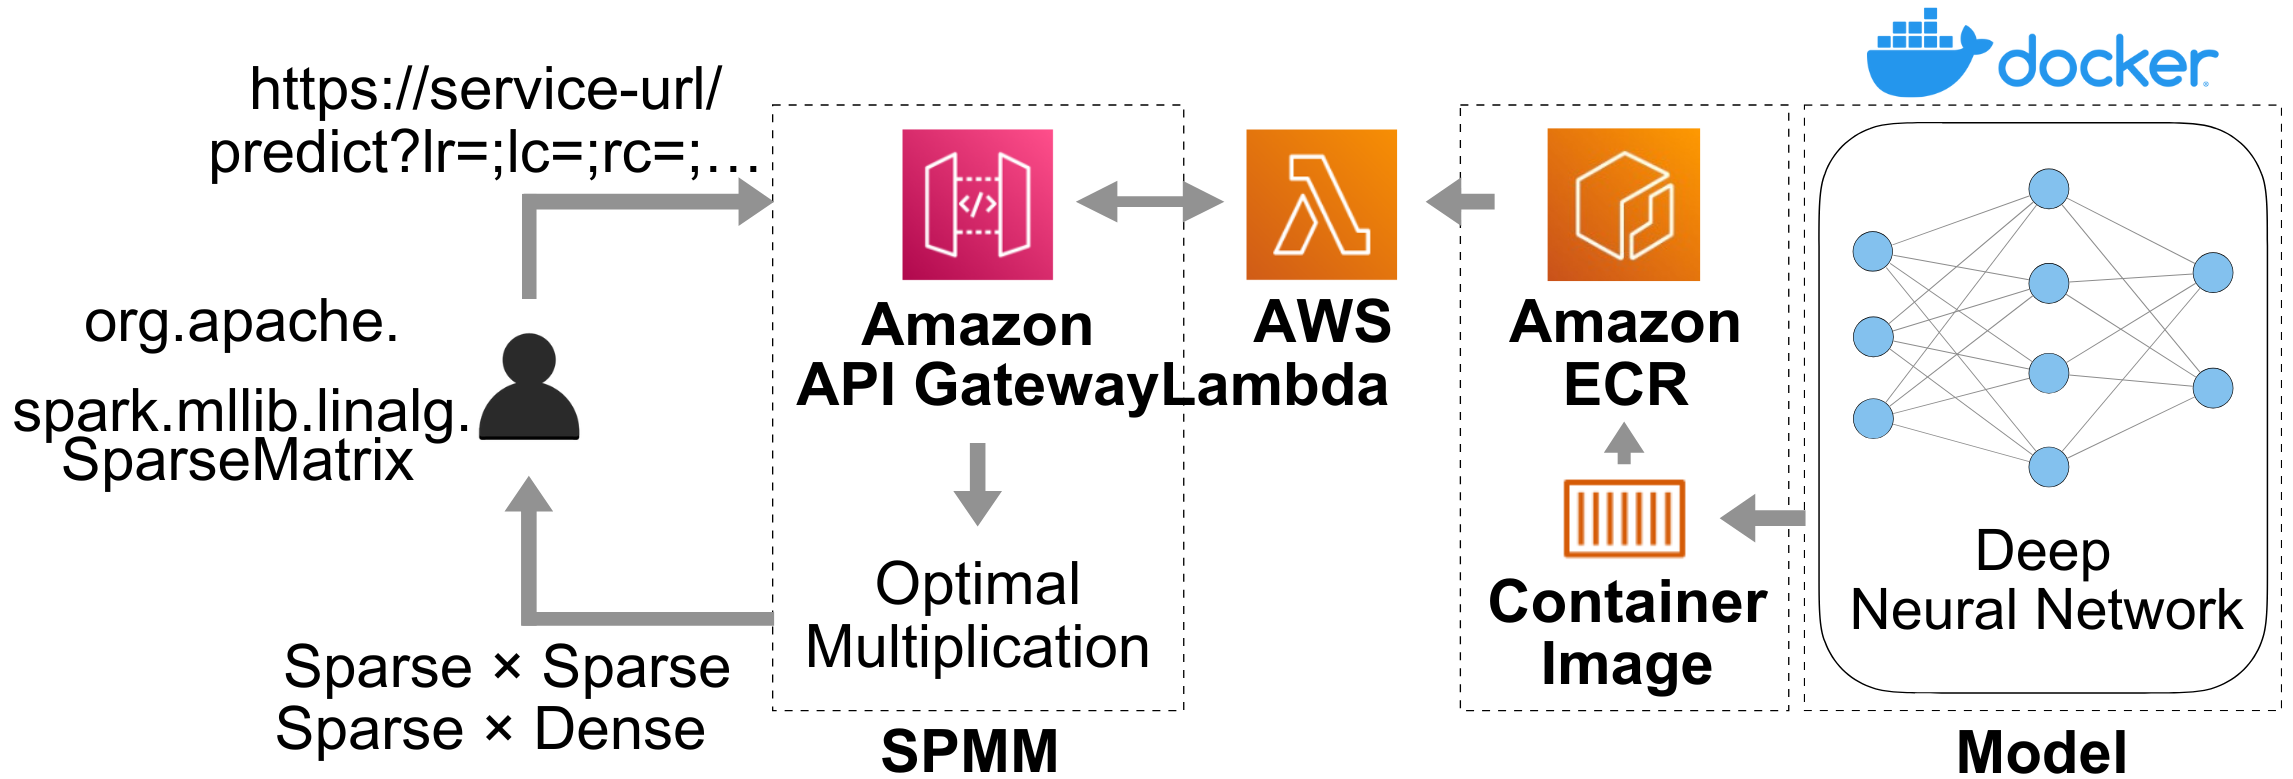 https://service-url/
predict?lr=;lc=;rc=;…
org.apache.
spark.mllib.linalg.
SparseMatrix
Sparse × Sparse
Sparse × Dense
</>
Amazon
API Gateway
Optimal
Multiplication
SPMM
AWS
Lambda
Amazon
ECR
Container
Image
docker
Deep
Neural Network
Model